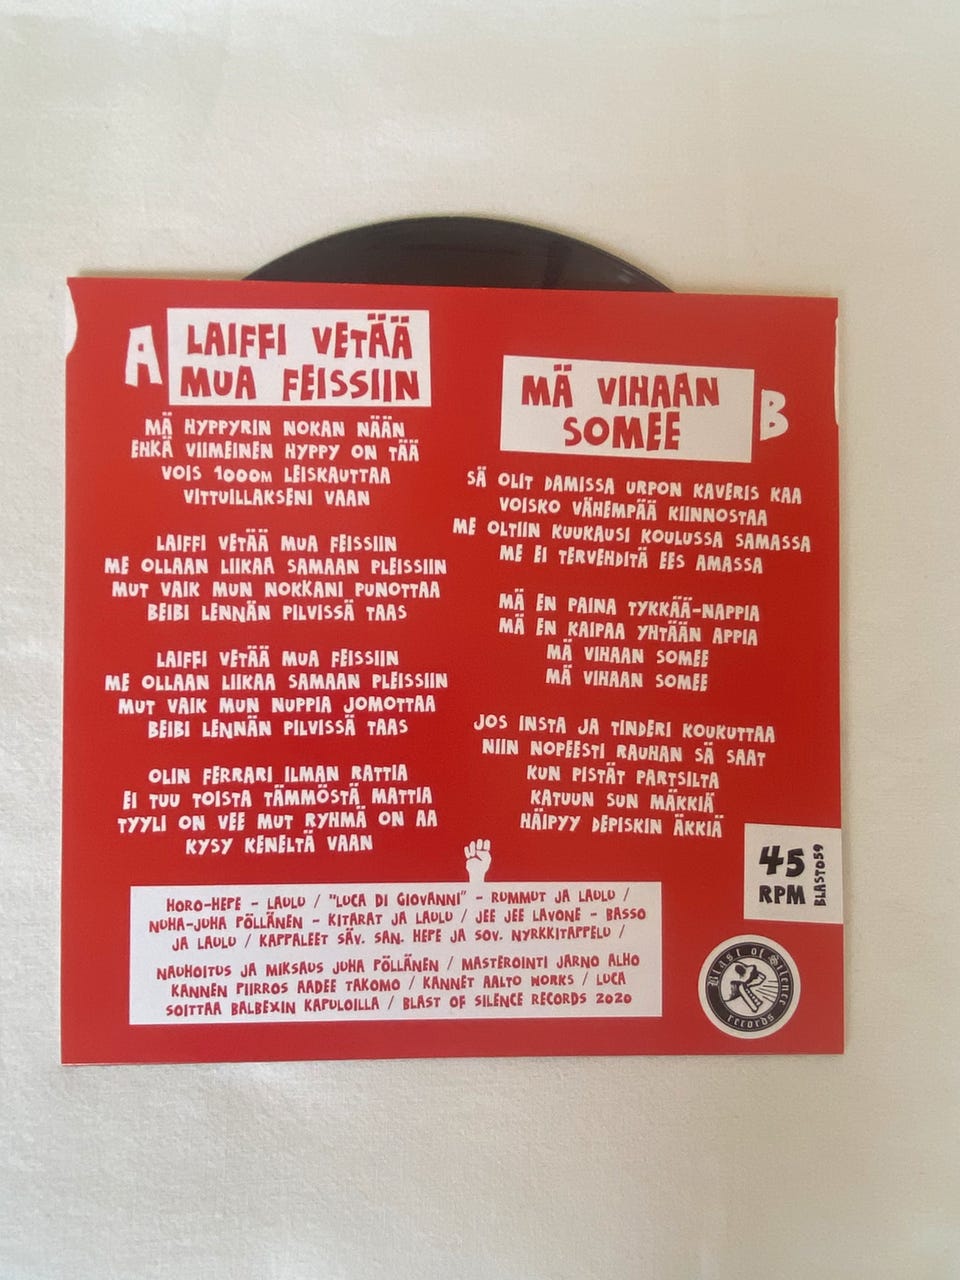 A
LAIFFI VETÄÄ
MUA FEISSIIN
MÄ HYPPYRIN NOKAN NÄÄN
EHKÄ VIIMEINEN HYPPY ON TÄÄ
VOIS 1000M LEISKAUTTAA
VITTUILLAKSENI VAAN
LAIFFI VETÄÄ MUA FEISSIIN
ME OLLAAN LIIKAA SAMAAN PLEISSIIN
MUT VAIK MUN NOKKANI PUNOTTAA
BEIBI LENNÄN PILVISSÄ TAAS
LAIFFI VETÄÄ MUA FEISSIIN
ME OLLAAN LIIKAA SAMAAN PLEISSIIN
MUT VAIK MUN NUPPIA JOMOTTAA
BEIBI LENNÄN PILVISSÄ TAAS
OLIN FERRARI ILMAN RATTIA
EI TUU TOISTA TÄMMÖSTÄ MATTIA
TYYLI ON VEE MUT RYHMÄ ON AA
KYSY KENELTÄ VAAN
MÄ VIHAAN
SOMEE
B
SÄ OLIT DAMISSA URPON KAVERIS KAA
VOISKO VÄHEMPÄÄ KIINNOSTAA
ME OLTIIN KUUKAUSI KOULUSSA SAMASSA
ME EI TERVEHDITÄ EES AMASSA
MÄ EN PAINA TYKKÄÄ-NAPPIA
MÄ EN KAIPAA YHTÄÄN APPIA
MÄ VIHAAN SOMEE
MÄ VIHAAN SOMEE
JOS INSTA JA TINDERI KOUKUTTAA
NIIN NOPEESTI RAUHAN SÄ SAAT
KUN PISTÄT PARTSILTA
KATUUN SUN MÄKKIÄ
HÄIPYY DEPISKIN ÄKKIÄ
45
RPM
BLAST059
HORO-HEPE - LAULU / "LUCA DI GIOVANNI" - RUMMUT JA LAULU /
NUHA-JUHA PÖLLÄNEN - KITARAT JA LAULU / JEE JEE LAVONE - BASSO
JA LAULU / KAPPALEET SÄV. SAN. HEPE JA SOV. NYRKKITAPPELU /
NAUHOITUS JA MIKSAUS JUHA PÖLLÄNEN / MASTEROINTI JARNO ALHO
KANNEN PIIRROS AADEE TAKOMO / KANNET AALTO WORKS / LUCA
SOITTAA BALBEXIN KAPULOILLA / BLAST OF SILENCE RECORDS 2020
Blast of Silence
records